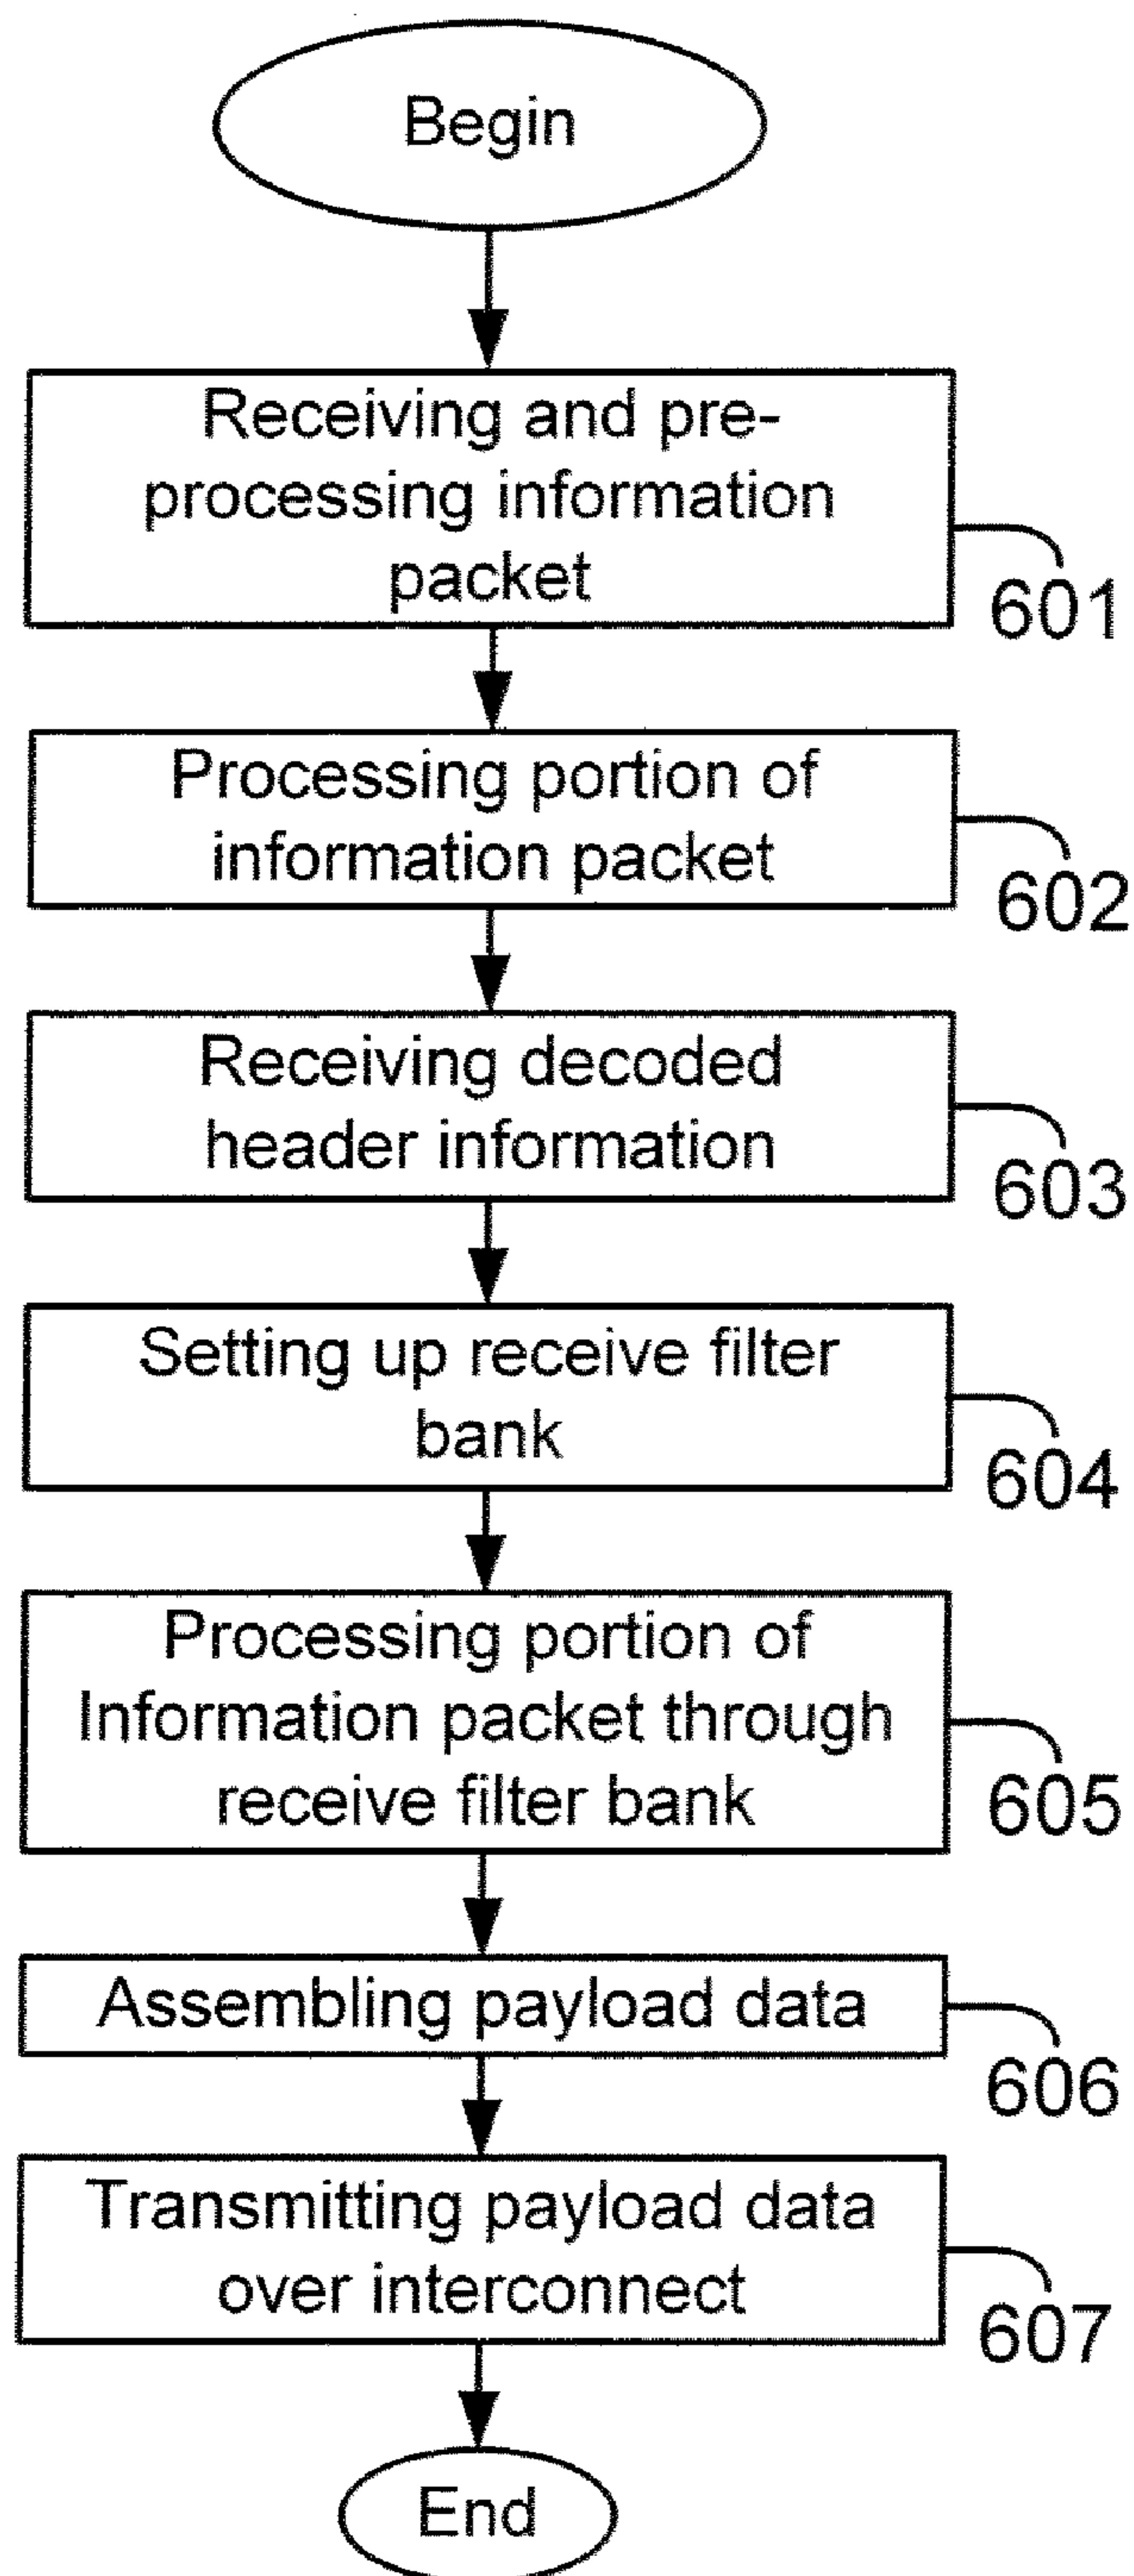 Begin
Receiving and pre-
processing information
packet
601
Processing portion of
information packet
602
Receiving decoded
header information
603
Setting up receive filter
bank
604
Processing portion of
Information packet through
receive filter bank
605
Assembling payload data
606
Transmitting payload data
over interconnect
607
End